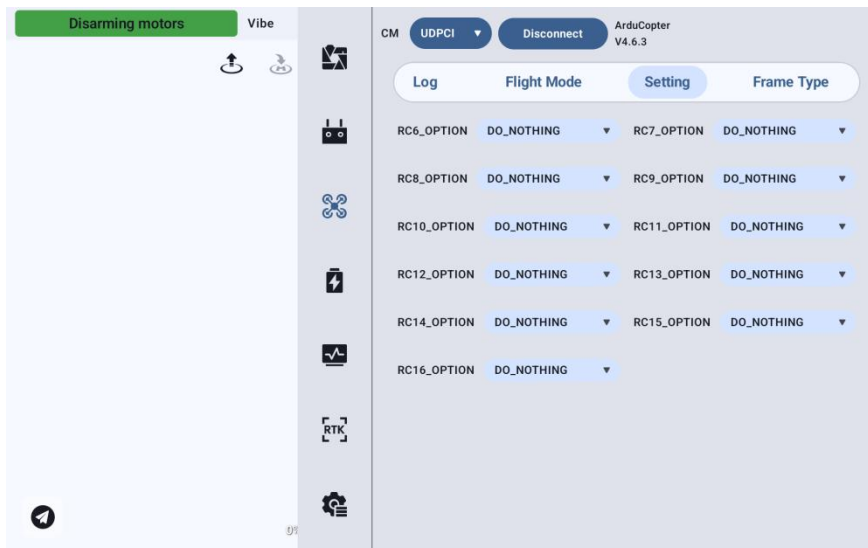 Disarming motors
Vibe
CM UDPCI Disconnect ArduCopter
V4.6.3
Log Flight Mode Setting Frame Type
RC6_OPTION DO_NOTHING RC7_OPTION DO_NOTHING
RC8_OPTION DO_NOTHING RC9_OPTION DO_NOTHING
RC10_OPTION DO_NOTHING RC11_OPTION DO_NOTHING
RC12_OPTION DO_NOTHING RC13_OPTION DO_NOTHING
RC14_OPTION DO_NOTHING RC15_OPTION DO_NOTHING
RC16_OPTION DO_NOTHING
RTK